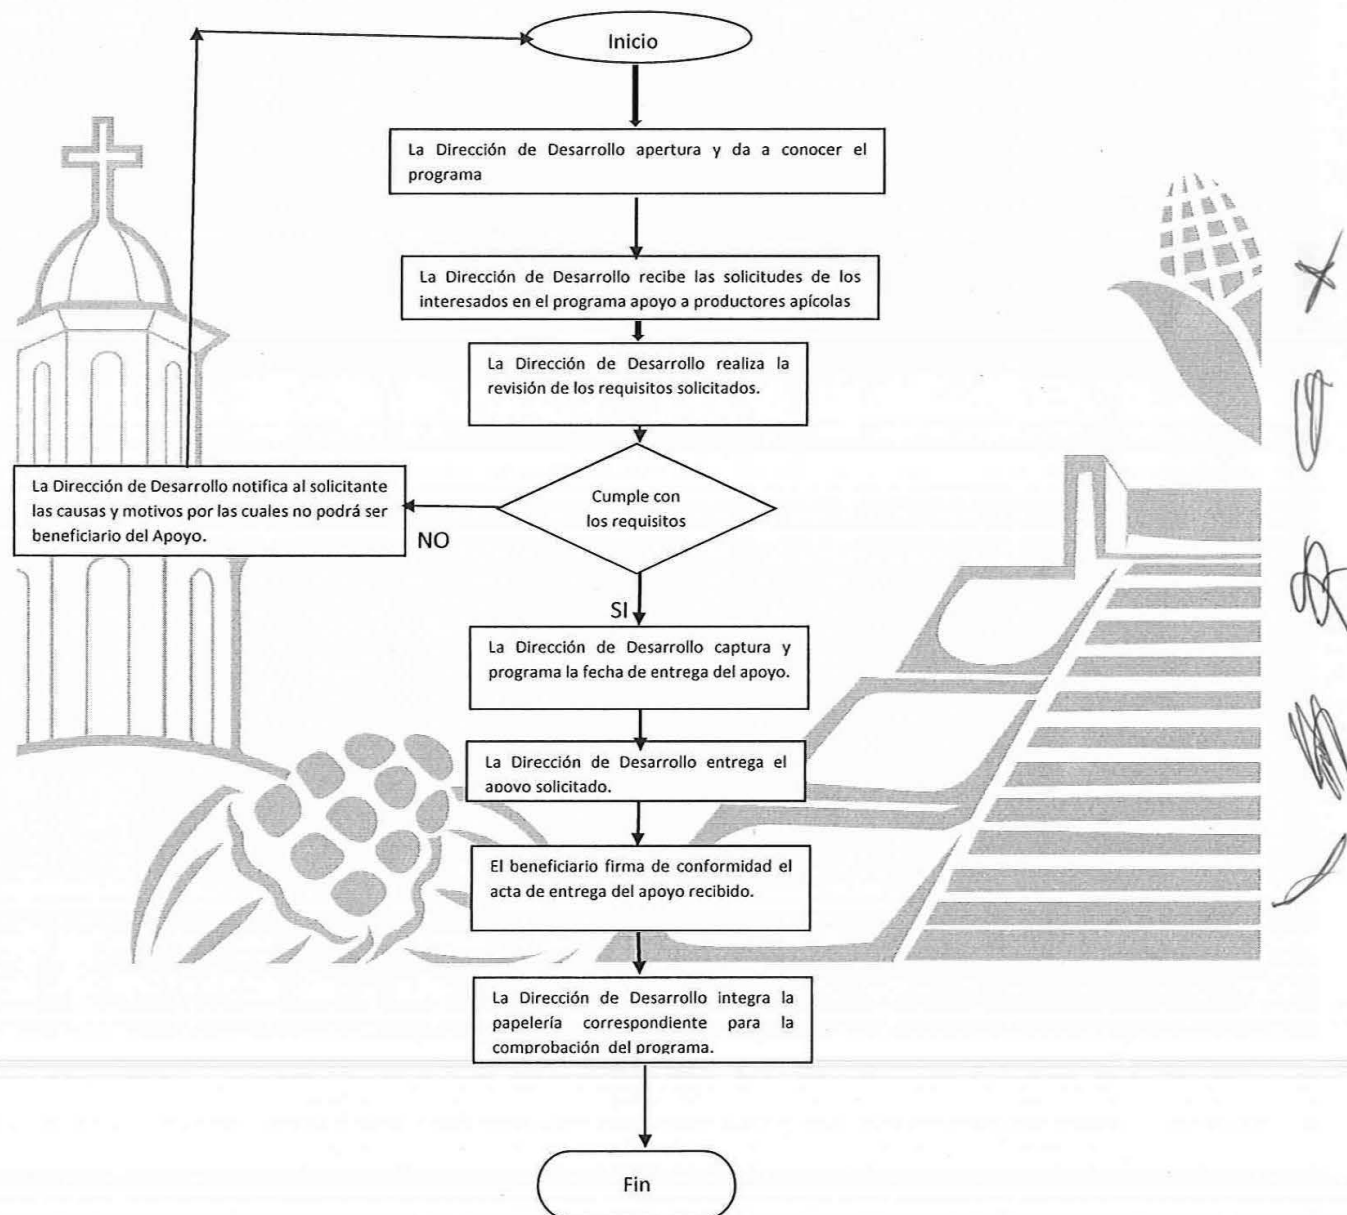 Inicio
La Dirección de Desarrollo apertura y da a conocer el
programa
La Dirección de Desarrollo recibe las solicitudes de los
interesados en el programa apoyo a productores apícolas
La Dirección de Desarrollo realiza la
revisión de los requisitos solicitados.
Cumple con
los requisitos
NO
La Dirección de Desarrollo notifica al solicitante
las causas y motivos por las cuales no podrá ser
beneficiario del Apoyo.
SI
La Dirección de Desarrollo captura y
programa la fecha de entrega del apoyo.
La Dirección de Desarrollo entrega el
apoyo solicitado.
El beneficiario firma de conformidad el
acta de entrega del apoyo recibido.
La Dirección de Desarrollo integra la
papelería correspondiente para la
comprobación del programa.
Fin